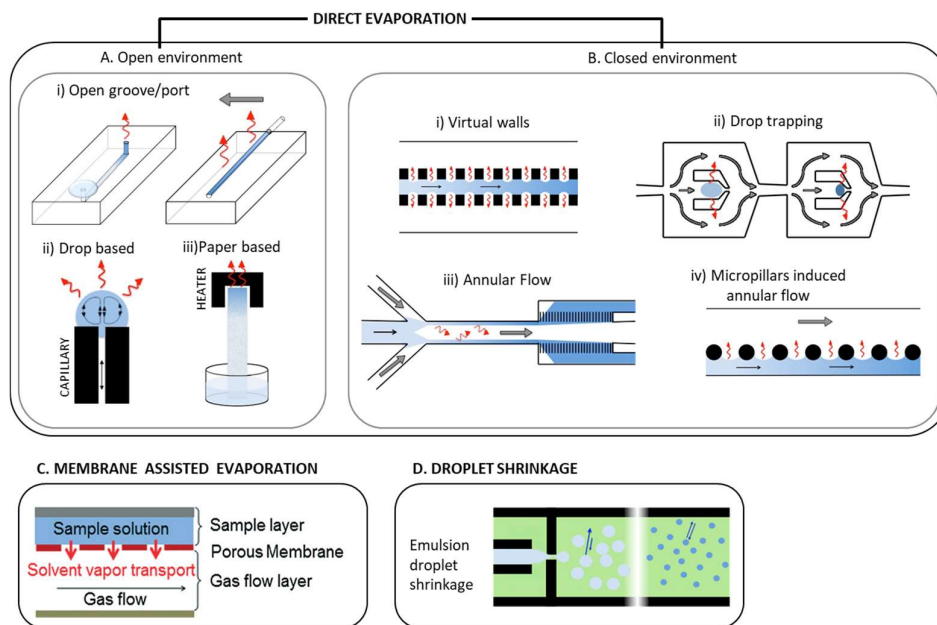 DIRECT EVAPORATION
A. Open environment
i) Open groove/port
ii) Drop based
CAPILLARY
iii)Paper based
HEATER
B. Closed environment
i) Virtual walls
ii) Drop trapping
iii) Annular Flow
iv) Micropillars induced
annular flow
C. MEMBRANE ASSISTED EVAPORATION
Sample solution
Solvent vapor transport
Gas flow
Sample layer
Porous Membrane
Gas flow layer
D. DROPLET SHRINKAGE
Emulsion
droplet
shrinkage